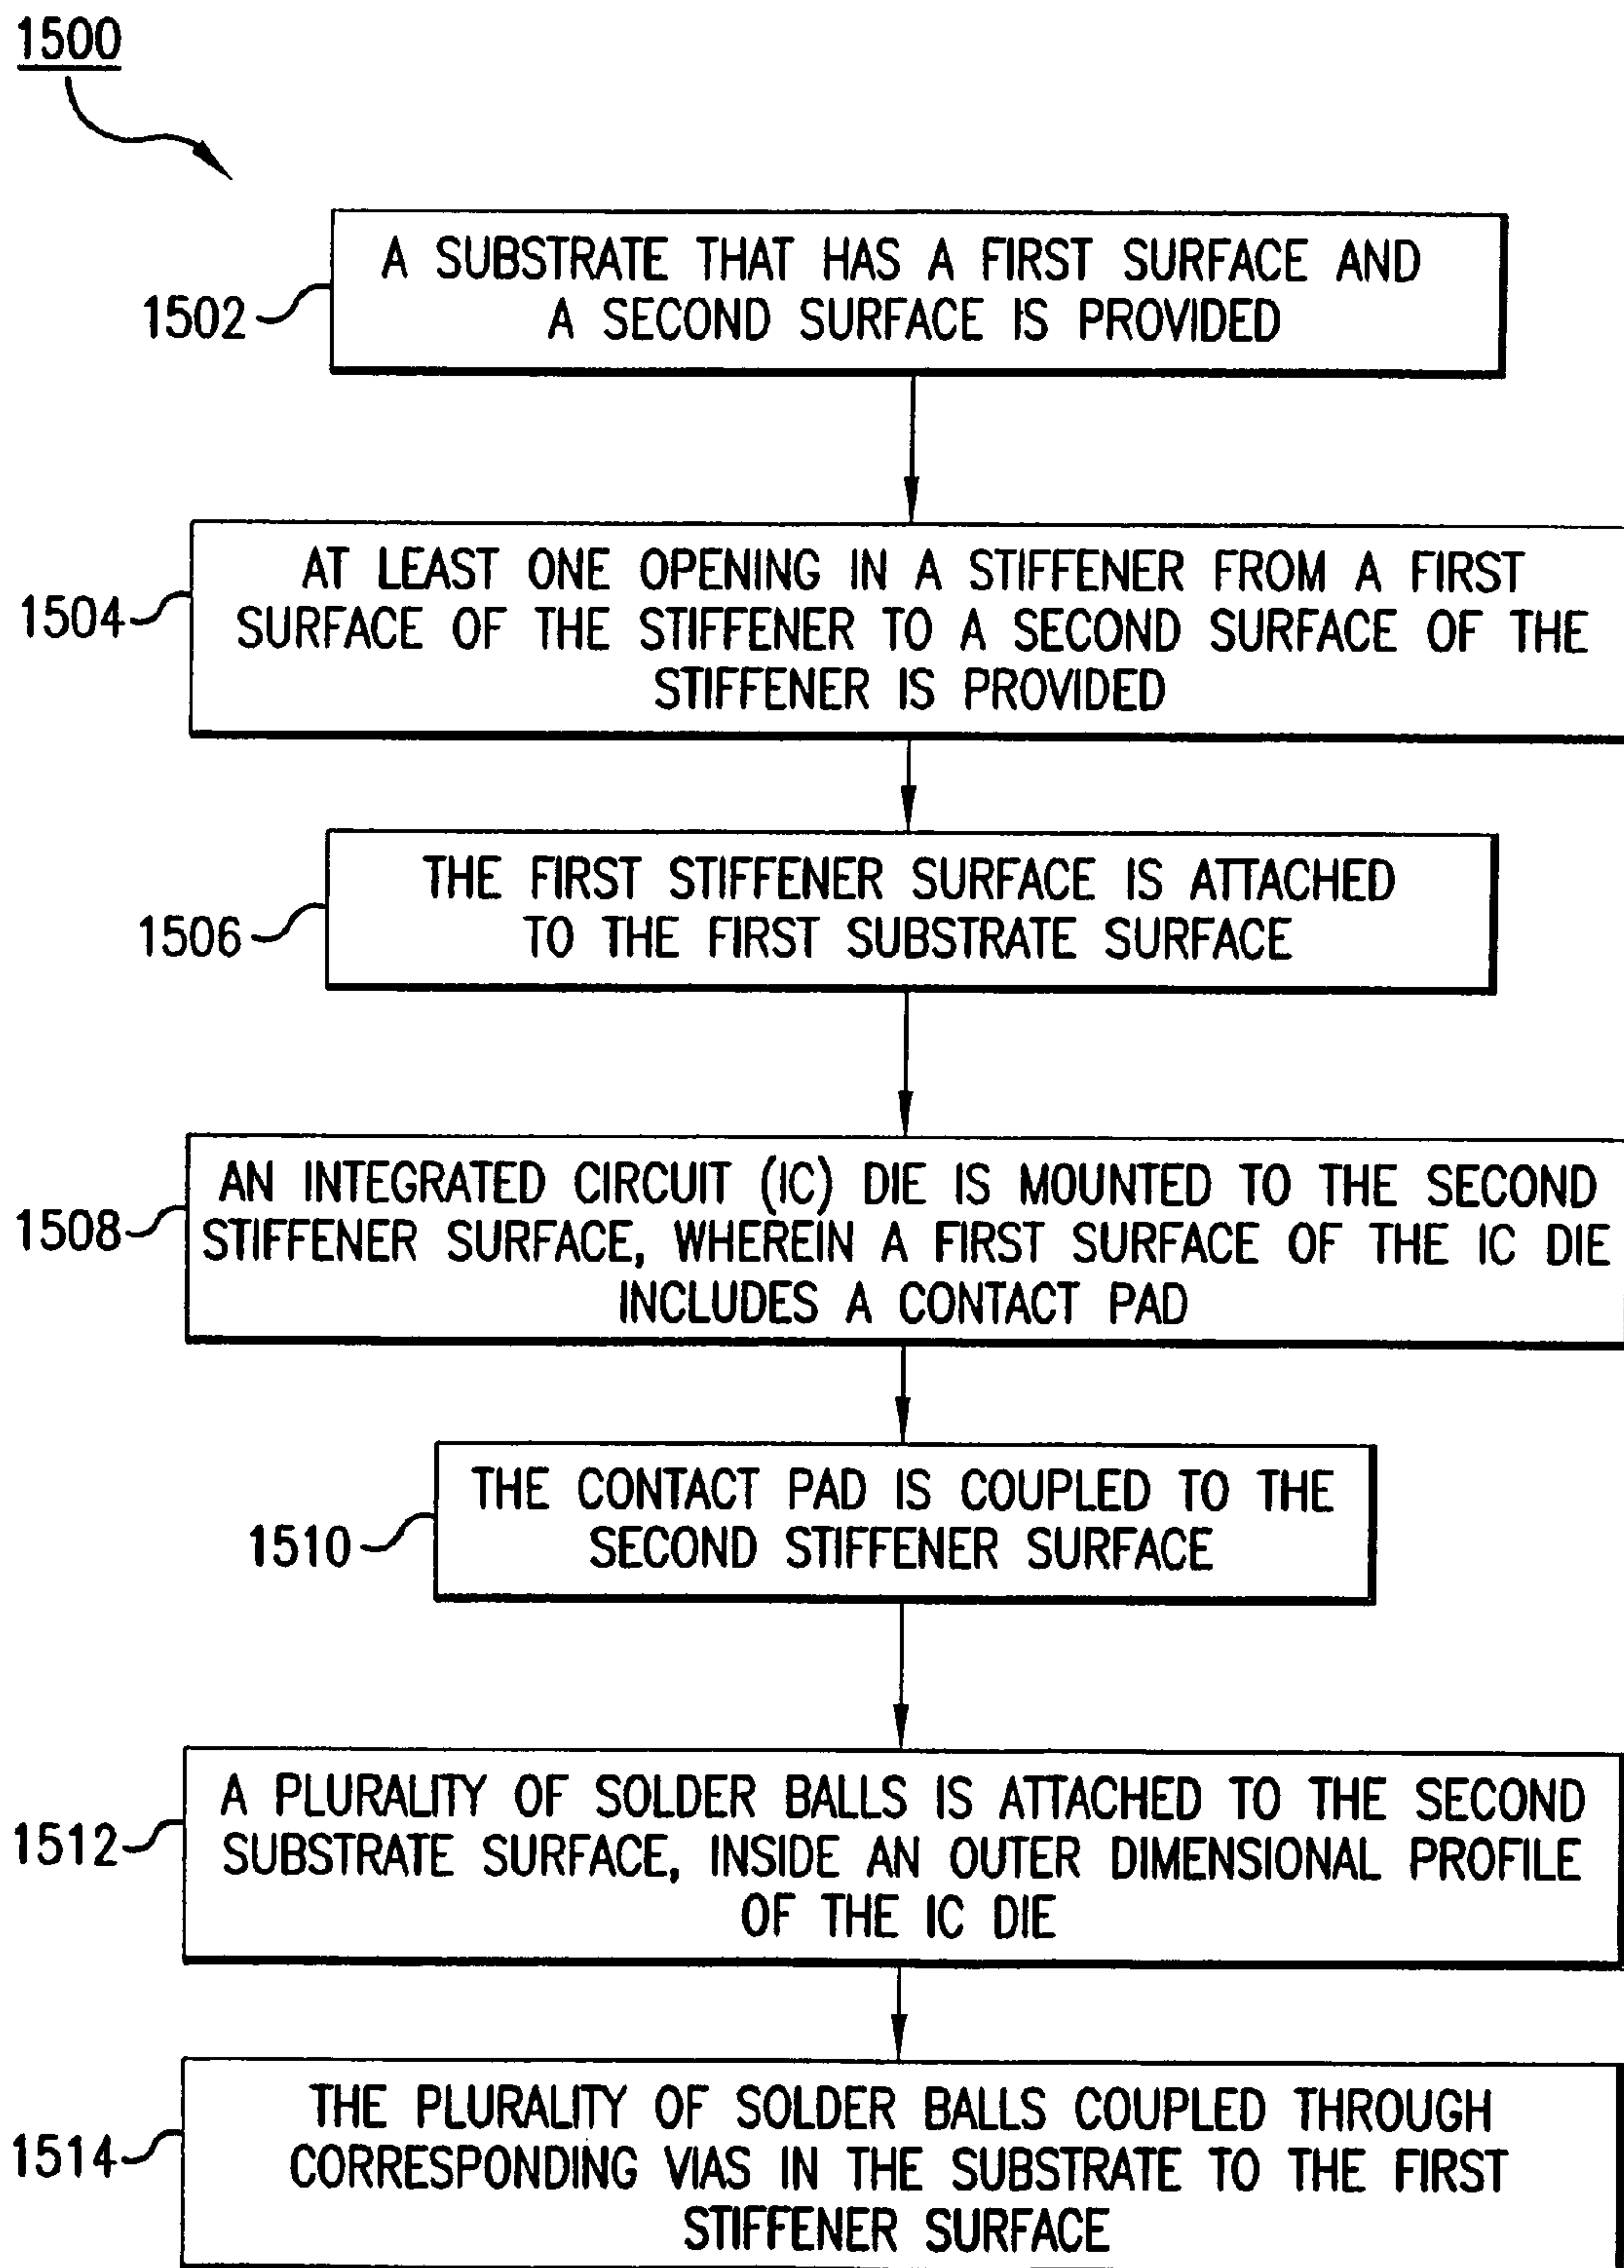 1500
1502
A SUBSTRATE THAT HAS A FIRST SURFACE AND
A SECOND SURFACE IS PROVIDED
1504
AT LEAST ONE OPENING IN A STIFFENER FROM A FIRST
SURFACE OF THE STIFFENER TO A SECOND SURFACE OF THE
STIFFENER IS PROVIDED
1506
THE FIRST STIFFENER SURFACE IS ATTACHED
TO THE FIRST SUBSTRATE SURFACE
1508
AN INTEGRATED CIRCUIT (IC) DIE IS MOUNTED TO THE SECOND
STIFFENER SURFACE, WHEREIN A FIRST SURFACE OF THE IC DIE
INCLUDES A CONTACT PAD
1510
THE CONTACT PAD IS COUPLED TO THE
SECOND STIFFENER SURFACE
1512
A PLURALITY OF SOLDER BALLS IS ATTACHED TO THE SECOND
SUBSTRATE SURFACE, INSIDE AN OUTER DIMENSIONAL PROFILE
OF THE IC DIE
1514
THE PLURALITY OF SOLDER BALLS COUPLED THROUGH
CORRESPONDING VIAS IN THE SUBSTRATE TO THE FIRST
STIFFENER SURFACE